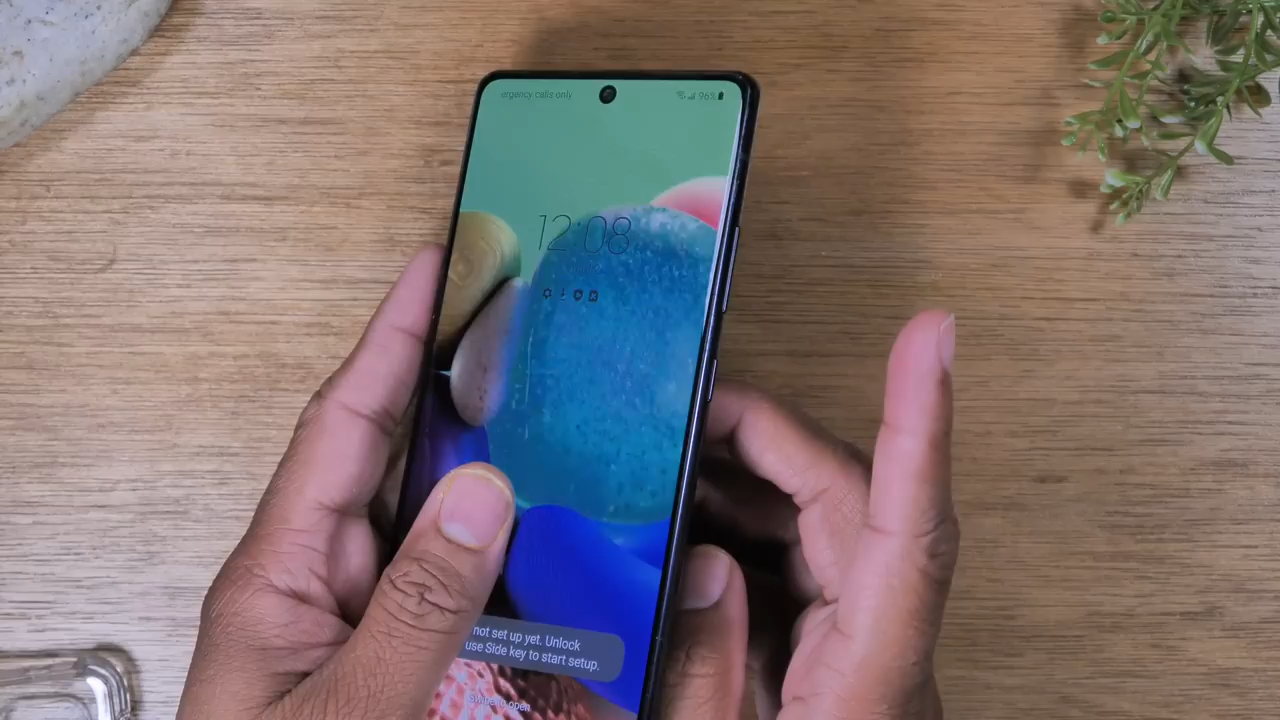 ergency calls only
96%
12:08
not set up yet. Unlock
use Side key to start setup.
Swipe to open